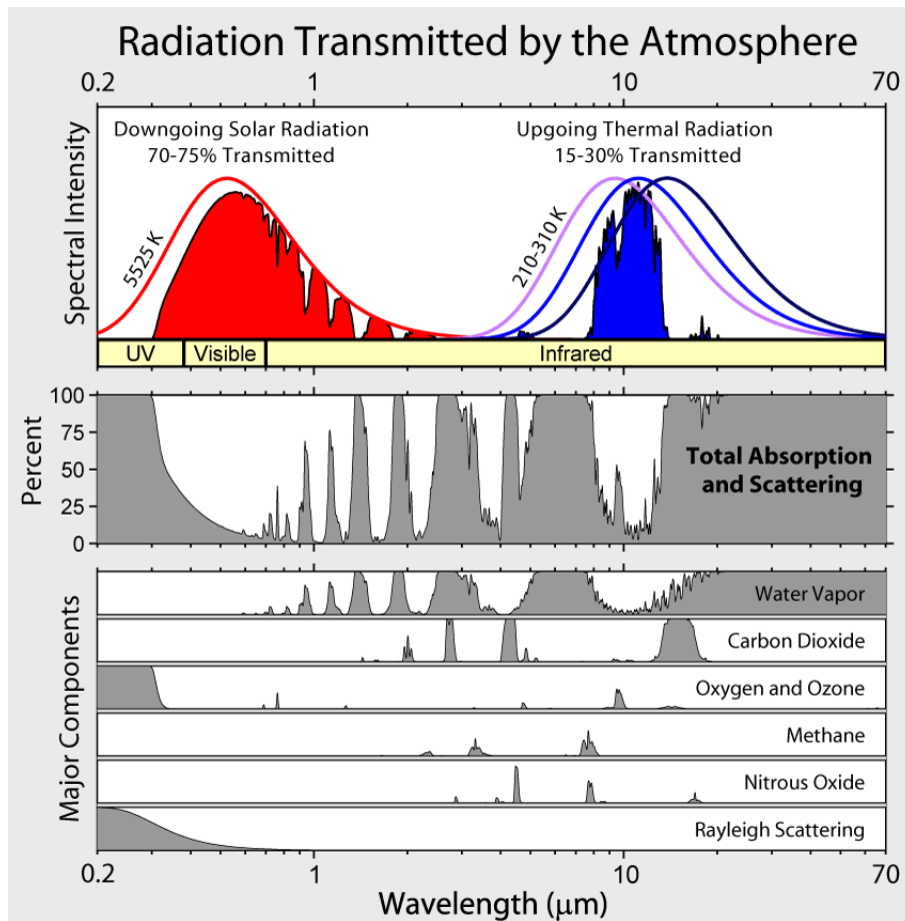 Radiation Transmitted by the Atmosphere
0.2 1 10 70
Spectral Intensity
Downgoing Solar Radiation
70-75% Transmitted
Upgoing Thermal Radiation
15-30% Transmitted
5525 K
210-310 K
UV Visible Infrared
Percent
100
75
50
25
0
Total Absorption
and Scattering
Major Components
Water Vapor
Carbon Dioxide
Oxygen and Ozone
Methane
Nitrous Oxide
Rayleigh Scattering
0.2 1 10 70
Wavelength (μm)